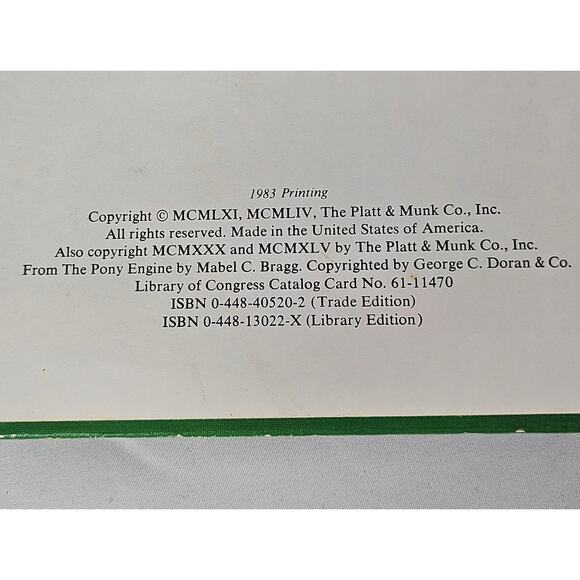 1983 Printing
Copyright © MCMLXI, MCMLIV, The Platt & Munk Co., Inc.
All rights reserved. Made in the United States of America.
Also copyright MCMXXX and MCMXLV by The Platt & Munk Co., Inc.
From The Pony Engine by Mabel C. Bragg. Copyrighted by George C. Doran & Co.
Library of Congress Catalog Card No. 61-11470
ISBN 0-448-40520-2 (Trade Edition)
ISBN 0-448-13022-X (Library Edition)